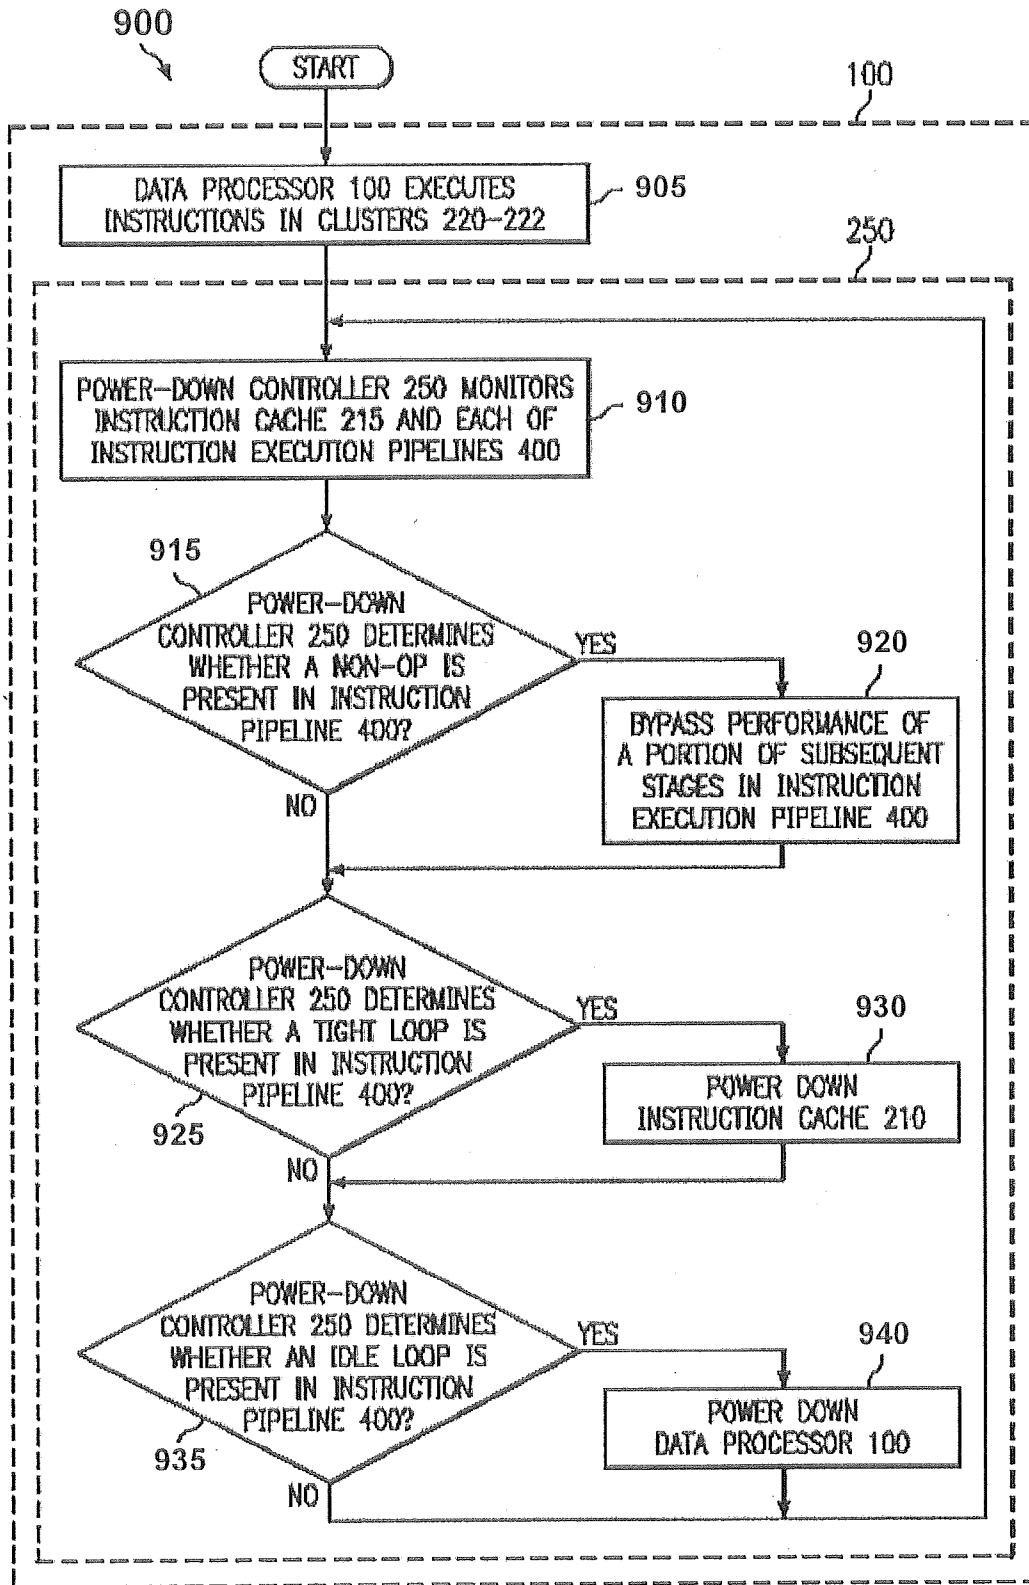 900
START
100
DATA PROCESSOR 100 EXECUTES
INSTRUCTIONS IN CLUSTERS 220-222
905
250
POWER-DOWN CONTROLLER 250 MONITORS
INSTRUCTION CACHE 215 AND EACH OF
INSTRUCTION EXECUTION PIPELINES 400
910
915
POWER-DOWN
CONTROLLER 250 DETERMINES
WHETHER A NON-OP IS
PRESENT IN INSTRUCTION
PIPELINE 400?
YES
NO
920
BYPASS PERFORMANCE OF
A PORTION OF SUBSEQUENT
STAGES IN INSTRUCTION
EXECUTION PIPELINE 400
POWER-DOWN
CONTROLLER 250 DETERMINES
WHETHER A TIGHT LOOP IS
PRESENT IN INSTRUCTION
PIPELINE 400?
925
YES
NO
930
POWER DOWN
INSTRUCTION CACHE 210
POWER-DOWN
CONTROLLER 250 DETERMINES
WHETHER AN IDLE LOOP IS
PRESENT IN INSTRUCTION
PIPELINE 400?
935
YES
NO
940
POWER DOWN
DATA PROCESSOR 100